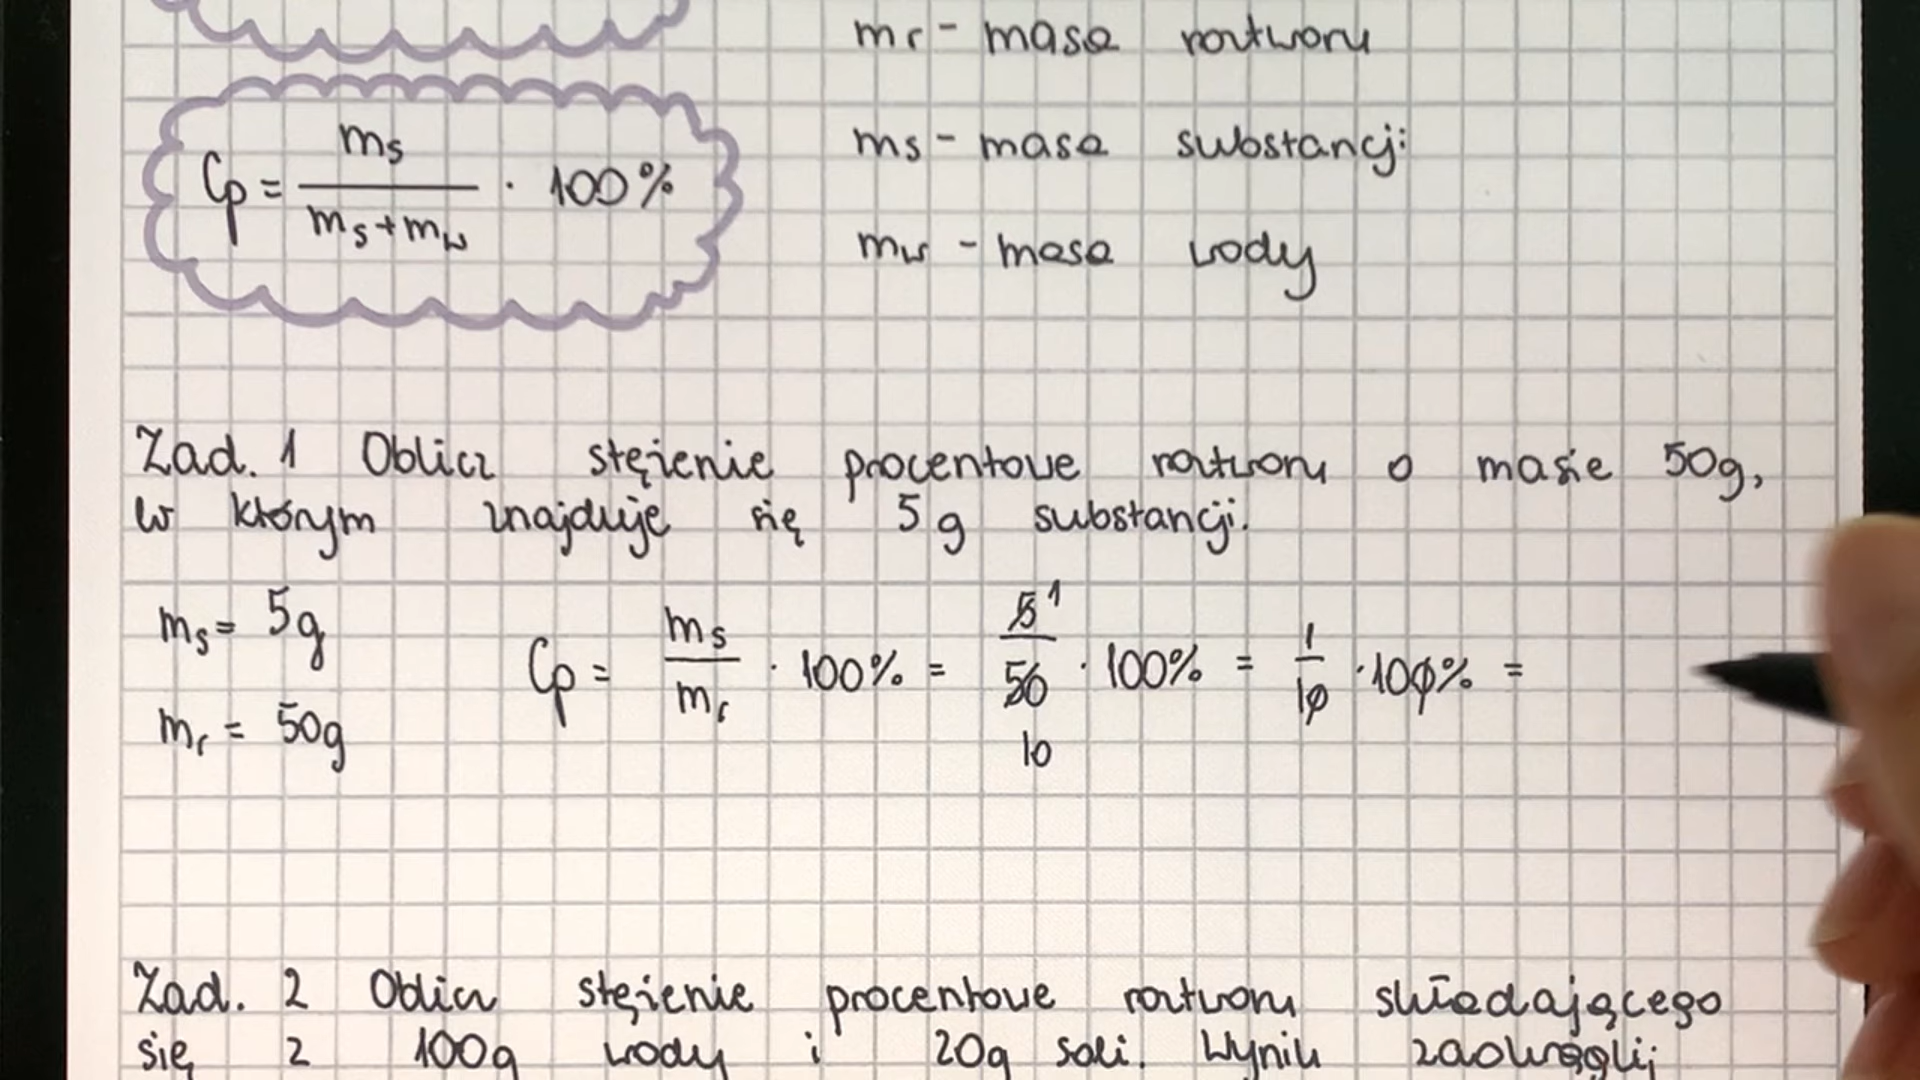 mr - masa roztworu
Cp = ms / ms + mw · 100%
ms - masa substancji
mw - masa wody
Zad. 1 Oblicz stężenie procentowe roztworu o masie 50g,
w którym znajduje się 5g substancji.
ms = 5g
mr = 50g
Cp = ms / mr · 100% = 5 1 / 50 10 · 100% = 1 / 10 · 100% =
Zad. 2 Oblicz stężenie procentowe roztworu składającego
się z 100g wody i 20g soli. Wynik zaokrąglij